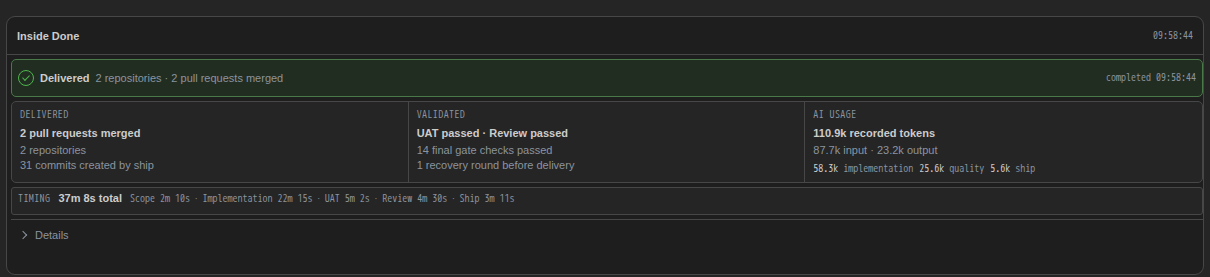 Inside Done
09:58:44
Delivered 2 repositories · 2 pull requests merged
completed 09:58:44
DELIVERED
2 pull requests merged
2 repositories
31 commits created by ship
VALIDATED
UAT passed · Review passed
14 final gate checks passed
1 recovery round before delivery
AI USAGE
110.9k recorded tokens
87.7k input · 23.2k output
58.3k implementation 25.6k quality 5.6k ship
TIMING 37m 8s total Scope 2m 10s · Implementation 22m 15s · UAT 5m 2s · Review 4m 30s · Ship 3m 11s
Details